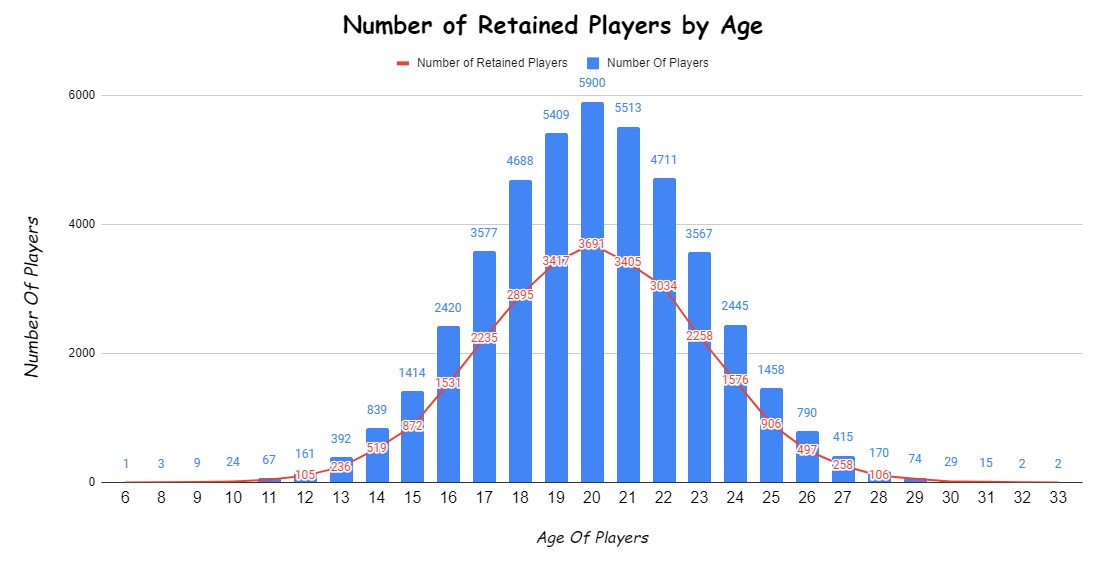 Number of Retained Players by Age
Number of Retained Players Number Of Players
Number Of Players
6000
4000
2000
0
1 3 9 24 67 161 392 839 1414 2420 3577 4688 5409 5900 5513 4711 3567 2445 1458 790 415 170 74 29 15 2 2
105 236 519 872 1531 2235 2895 3417 3691 3405 3034 2258 1576 906 497 258 106
6 8 9 10 11 12 13 14 15 16 17 18 19 20 21 22 23 24 25 26 27 28 29 30 31 32 33
Age Of Players